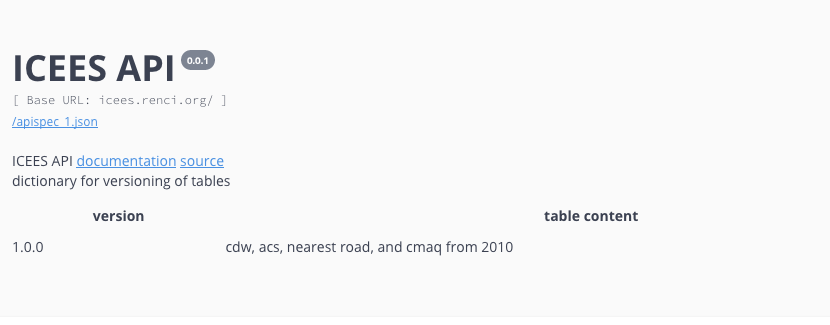 ICEES API 0.0.1
[ Base URL: icees.renci.org/ ]
/apispec_1.json
ICEES API documentation source
dictionary for versioning of tables
version table content
1.0.0 cdw, acs, nearest road, and cmaq from 2010